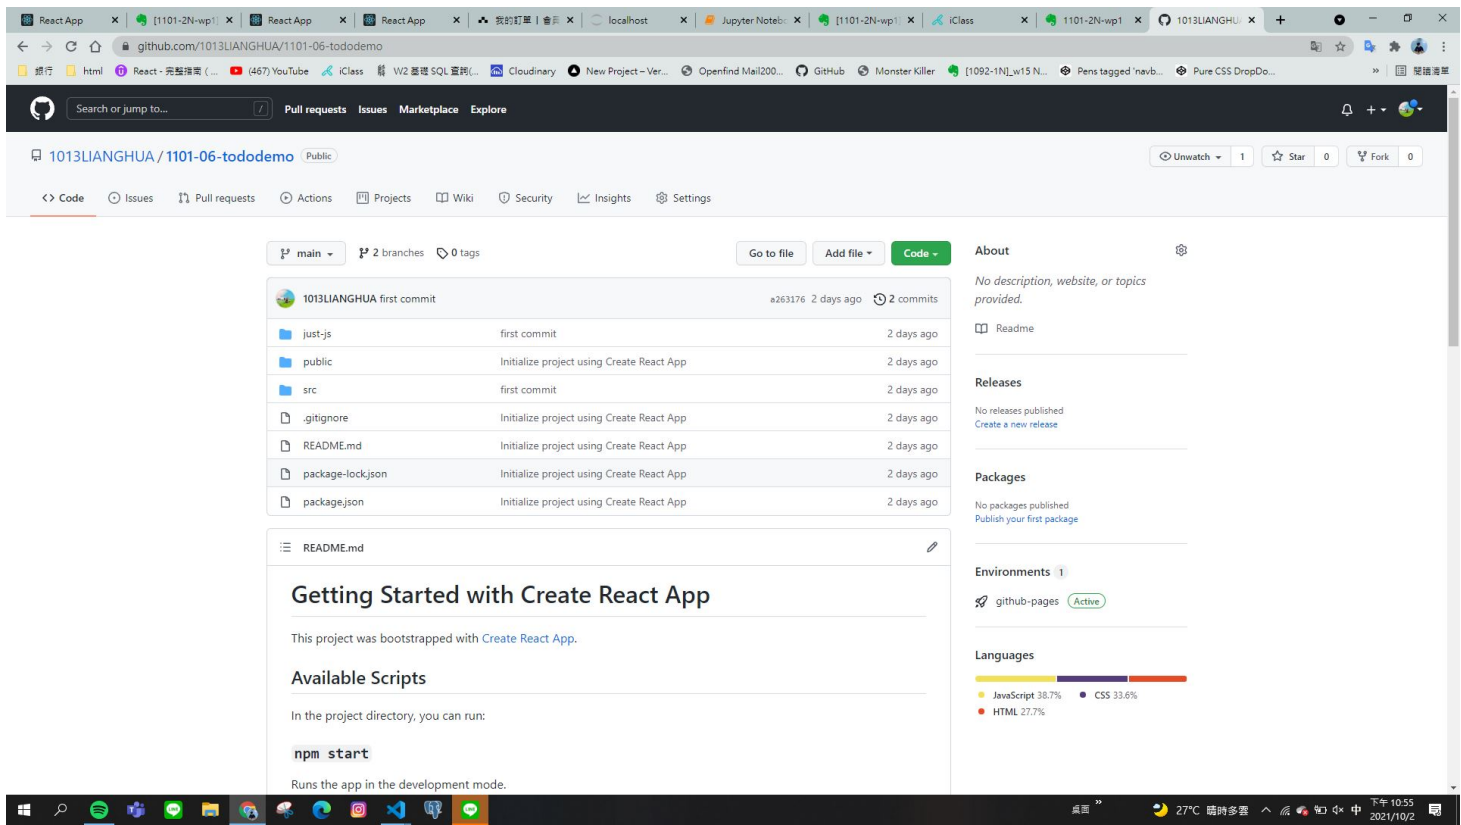 React App
[1101-2N-wp1]
React App
React App
我的訂單 | 會員
localhost
Jupyter Notebo
[1101-2N-wp1]
iClass
1101-2N-wp1
1013LIANGHU
github.com/1013LIANGHUA/1101-06-tododemo
銀行 html React - 完整指南 ( ... (467) YouTube iClass W2 基礎 SQL 查詢(... Cloudinary New Project – Ver... Openfind Mail200... GitHub Monster Killer [1092-1N]_w15 N... Pens tagged 'navb... Pure CSS DropDo... » 閱讀清單
Search or jump to... / Pull requests Issues Marketplace Explore
1013LIANGHUA / 1101-06-tododemo Public
Unwatch 1 Star 0 Fork 0
<> Code Issues Pull requests Actions Projects Wiki Security Insights Settings
main 2 branches 0 tags Go to file Add file Code
1013LIANGHUA first commit a263176 2 days ago 2 commits
just-js first commit 2 days ago
public Initialize project using Create React App 2 days ago
src first commit 2 days ago
.gitignore Initialize project using Create React App 2 days ago
README.md Initialize project using Create React App 2 days ago
package-lock.json Initialize project using Create React App 2 days ago
package.json Initialize project using Create React App 2 days ago
README.md
Getting Started with Create React App
This project was bootstrapped with Create React App.
Available Scripts
In the project directory, you can run:
npm start
Runs the app in the development mode.
About
No description, website, or topics
provided.
Readme
Releases
No releases published
Create a new release
Packages
No packages published
Publish your first package
Environments 1
github-pages Active
Languages
JavaScript 38.7% CSS 33.6%
HTML 27.7%
桌面 » 27°C 晴時多雲 中 下午 10:55
2021/10/2